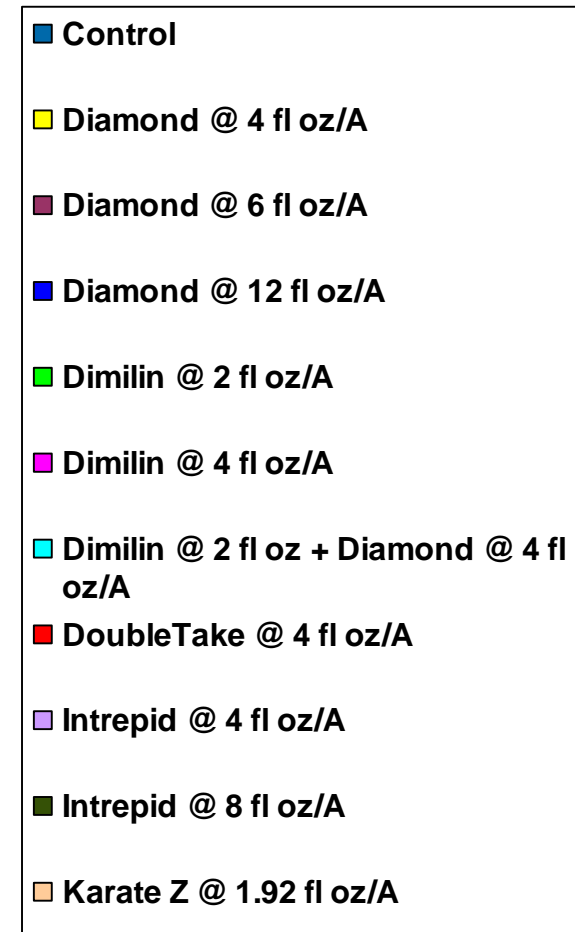 Control
Diamond @ 4 fl oz/A
Diamond @ 6 fl oz/A
Diamond @ 12 fl oz/A
Dimilin @ 2 fl oz/A
Dimilin @ 4 fl oz/A
Dimilin @ 2 fl oz + Diamond @ 4 fl
oz/A
DoubleTake @ 4 fl oz/A
Intrepid @ 4 fl oz/A
Intrepid @ 8 fl oz/A
Karate Z @ 1.92 fl oz/A